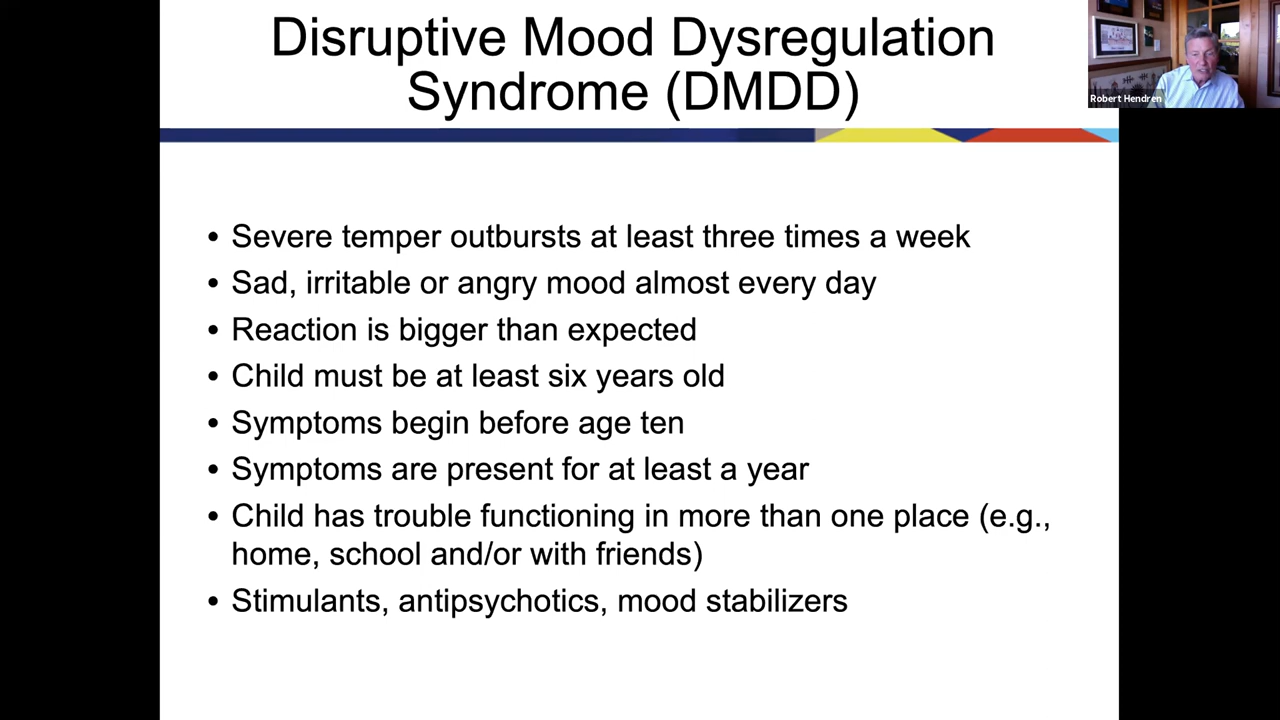 Disruptive Mood Dysregulation
Syndrome (DMDD)
Robert Hendren
• Severe temper outbursts at least three times a week
• Sad, irritable or angry mood almost every day
• Reaction is bigger than expected
• Child must be at least six years old
• Symptoms begin before age ten
• Symptoms are present for at least a year
• Child has trouble functioning in more than one place (e.g.,
home, school and/or with friends)
• Stimulants, antipsychotics, mood stabilizers